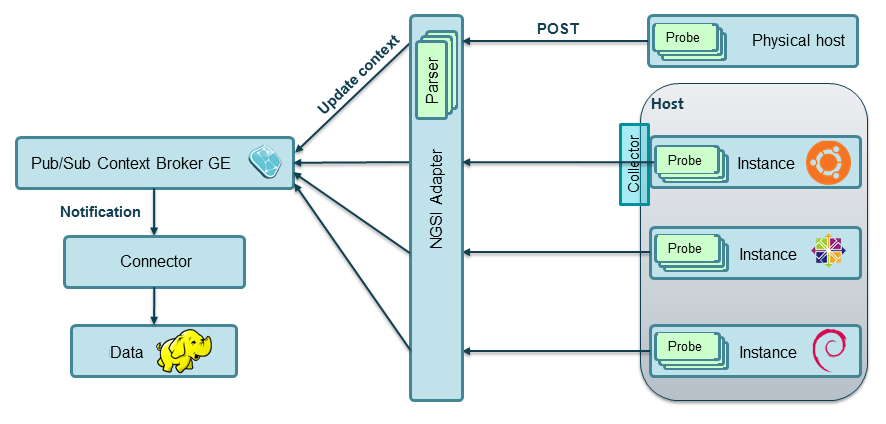 POST
Probe
Physical host
Update context
Parser
NGSI Adapter
Host
Pub/Sub Context Broker GE
Collector
Probe
Instance
Notification
Connector
Probe
Instance
Data
Probe
Instance